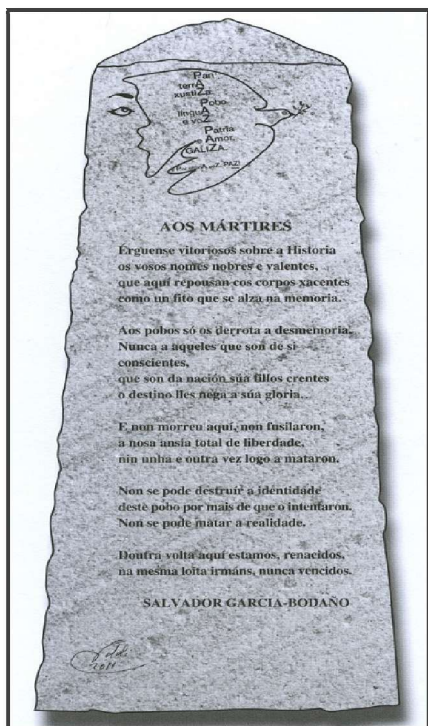 Pan
terrA
xustiZa.
Pobo
linguA
e voZ
Patria
e Amor,
GALIZA.
PAZ!
AOS MÁRTIRES
Érguense vitoriosos sobre a Historia
os vosos nomes nobres e valentes,
que aquí repousan cos corpos xacentes
como un fito que se alza na memoria.
Aos pobos só os derrota a desmemoria.
Nunca a aqueles que son de si
conscientes,
que son da nación súa fillos crentes
o destino lles nega a súa gloria.
E non morreu aquí, non fusilaron,
a nosa ansia total de liberdade,
nin unha e outra vez logo a mataron.
Non se pode destruír a identidade
deste pobo por mais de que o intentaron.
Non se pode matar a realidade.
Doutra volta aquí estamos, renacidos,
na mesma loita irmáns, nunca vencidos.
SALVADOR GARCIA-BODAÑO
2011